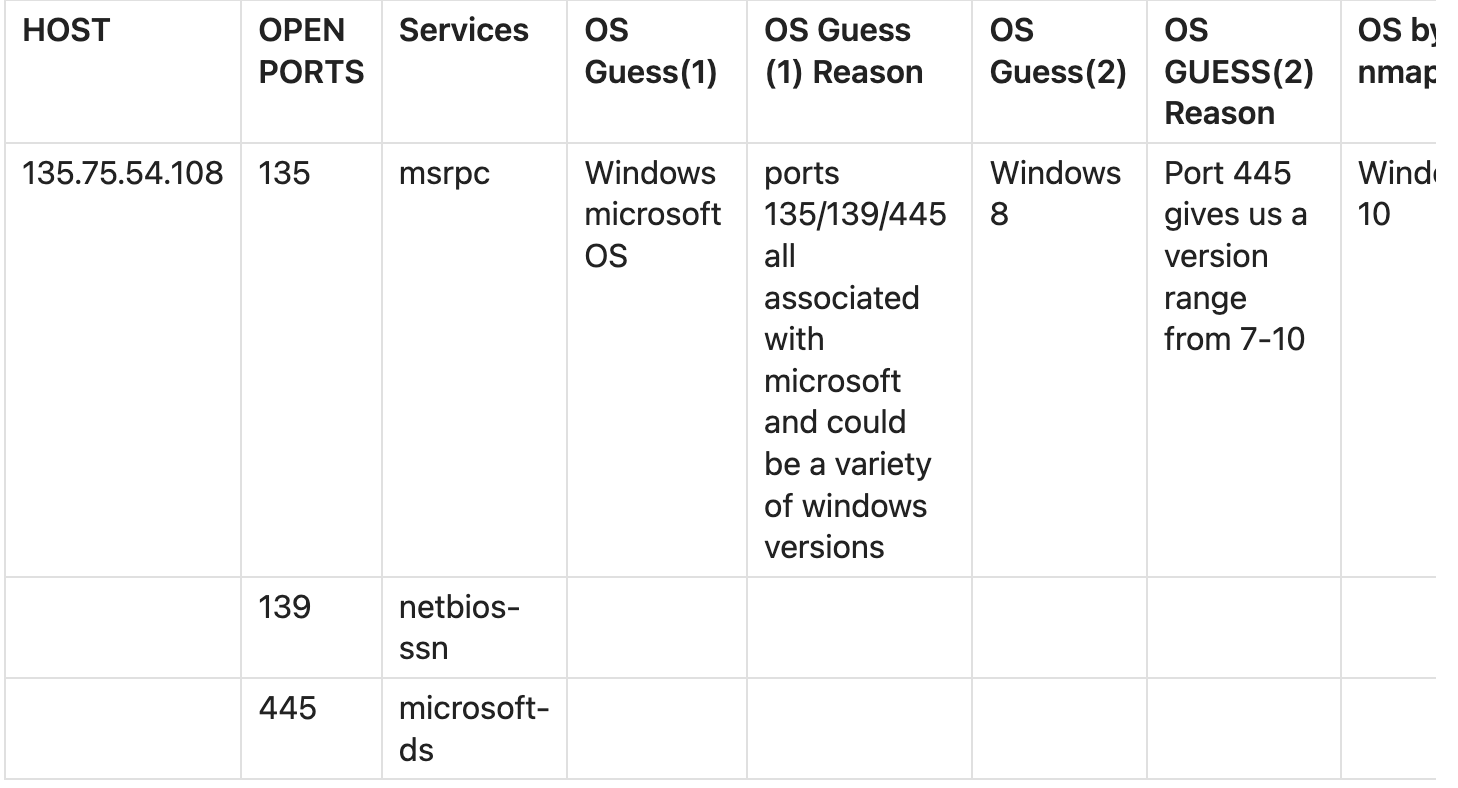 HOST
OPEN
PORTS
Services
OS
Guess(1)
OS Guess
(1) Reason
OS
Guess(2)
OS
GUESS(2)
Reason
OS by
nmap
135.75.54.108
135
msrpc
Windows
microsoft
OS
ports
135/139/445
all
associated
with
microsoft
and could
be a variety
of windows
versions
Windows
8
Port 445
gives us a
version
range
from 7-10
10
139
netbios-
ssn
445
microsoft-
ds